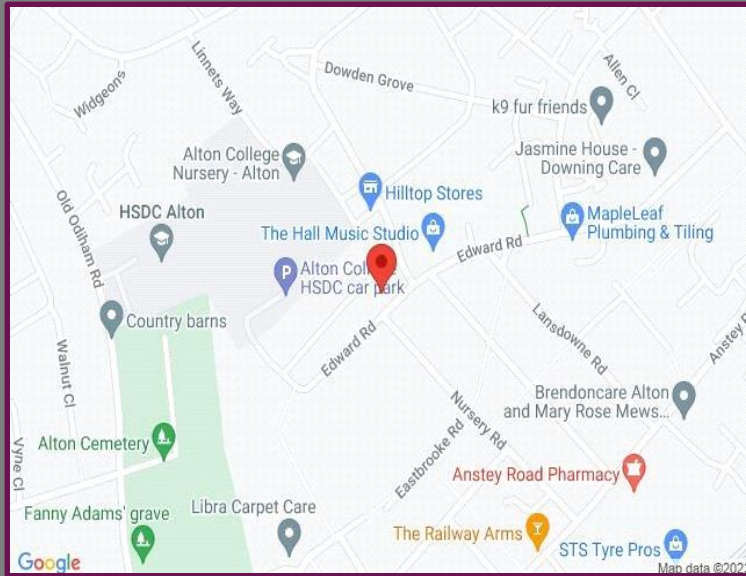 Widgeons
Linnets Way
Dowden Grove
Allen Cl
k9 fur friends
Alton College
Nursery - Alton
Jasmine House -
Downing Care
Old Odiham Rd
HSDC Alton
Hilltop Stores
The Hall Music Studio
MapleLeaf
Plumbing & Tiling
Edward Rd
P
Alton Col
HSDC car park
Country barns
Lansdowne Rd
Anstey R
Walnut Cl
Edward Rd
Brendoncare Alton
and Mary Rose Mews...
Nursery Rd
Eastbrooke Rd
Alton Cemetery
Vyne Cl
Anstey Road Pharmacy
Fanny Adams' grave
Libra Carpet Care
The Railway Arms
STS Tyre Pros
Google
Map data ©202